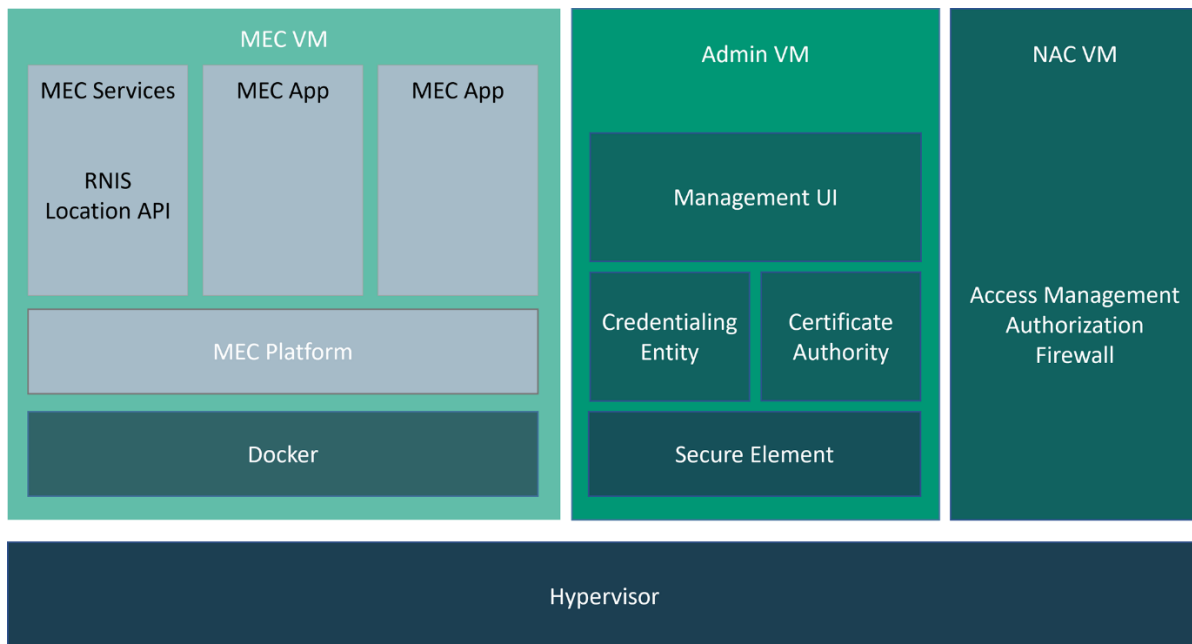 MEC VM
MEC Services
RNIS
Location API
MEC App
MEC App
MEC Platform
Docker
Admin VM
Management UI
Credentialing
Entity
Certificate
Authority
Secure Element
NAC VM
Access Management
Authorization
Firewall
Hypervisor